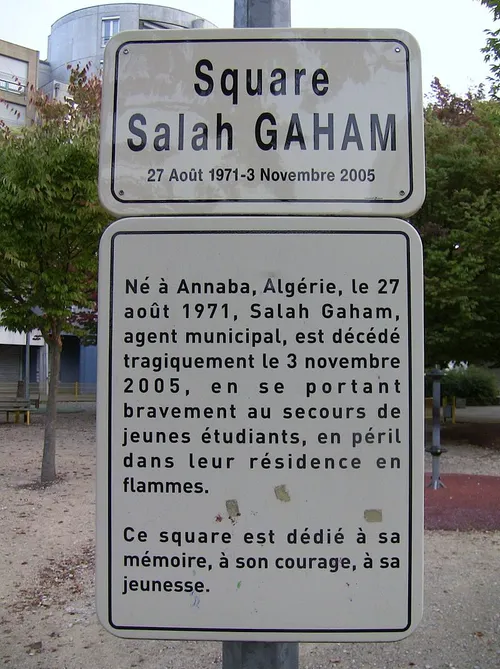 Square
Salah GAHAM
27 Août 1971-3 Novembre 2005
Né à Annaba, Algérie, le 27
août 1971, Salah Gaham,
agent municipal, est décédé
tragiquement le 3 novembre
2005, en se portant
bravement au secours de
jeunes étudiants, en péril
dans leur résidence en
flammes.
Ce square est dédié à sa
mémoire, à son courage, à sa
jeunesse.